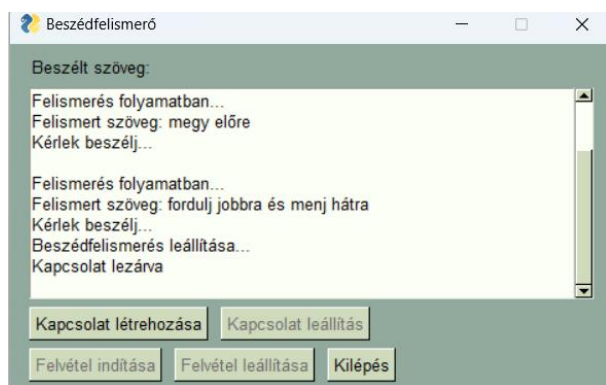 Beszédfelismerő
Beszélt szöveg:
Felismerés folyamatban...
Felismert szöveg: megy előre
Kérlek beszélj...
Felismerés folyamatban...
Felismert szöveg: fordulj jobbra és menj hátra
Kérlek beszélj...
Beszédfelismerés leállítása...
Kapcsolat lezárva
Kapcsolat létrehozása Kapcsolat leállítás
Felvétel indítása Felvétel leállítása Kilépés